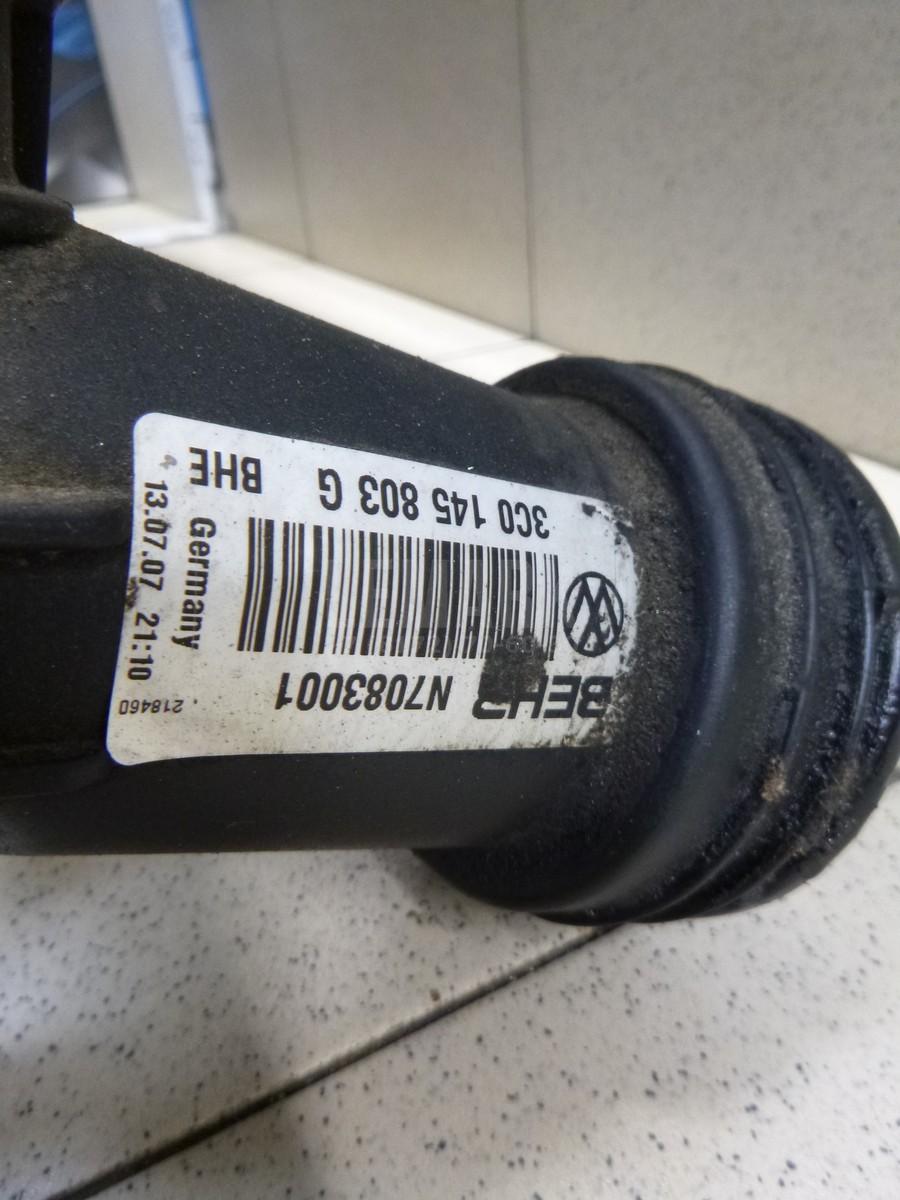 BEHR N7083001
3C0 145 803 G BHE
Germany
13.07.07 21:10
218460